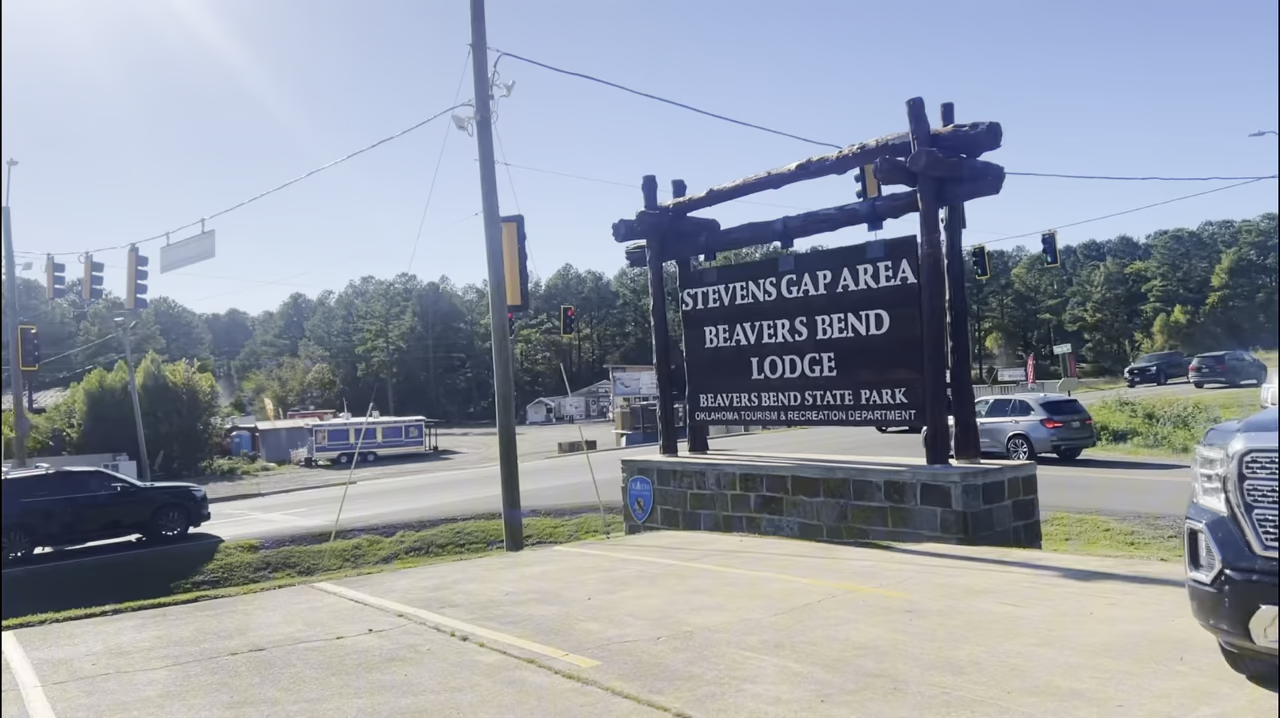 STEVENS GAP AREA
BEAVERS BEND
LODGE
BEAVERS BEND STATE PARK
OKLAHOMA TOURISM & RECREATION DEPARTMENT